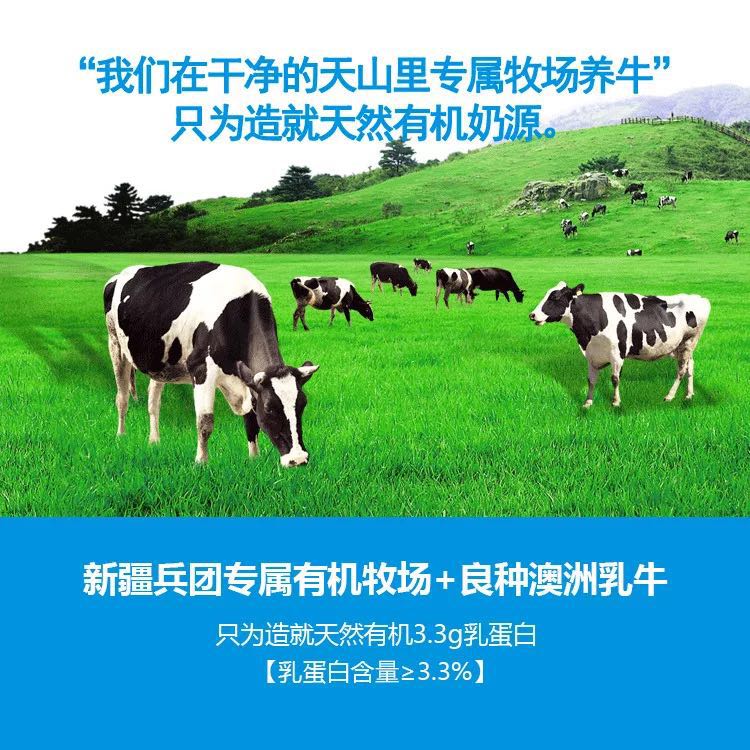 “我们在干净的天山里专属牧场养牛”
只为造就天然有机奶源。
新疆兵团专属有机牧场+良种澳洲乳牛
只为造就天然有机3.3g乳蛋白
【乳蛋白含量≥3.3%】